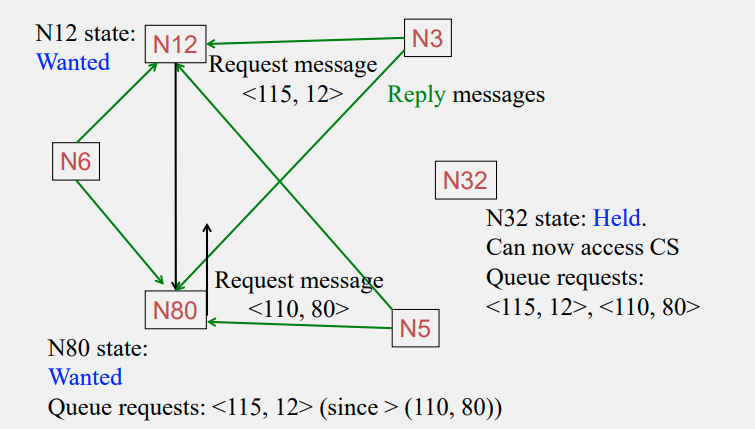 N12 state:
Wanted
N12
N3
Request message
<115, 12>
Reply messages
N6
N32
N32 state: Held.
Can now access CS
Queue requests:
<115, 12>, <110, 80>
Request message
<110, 80>
N80
N5
N80 state:
Wanted
Queue requests: <115, 12> (since > (110, 80))